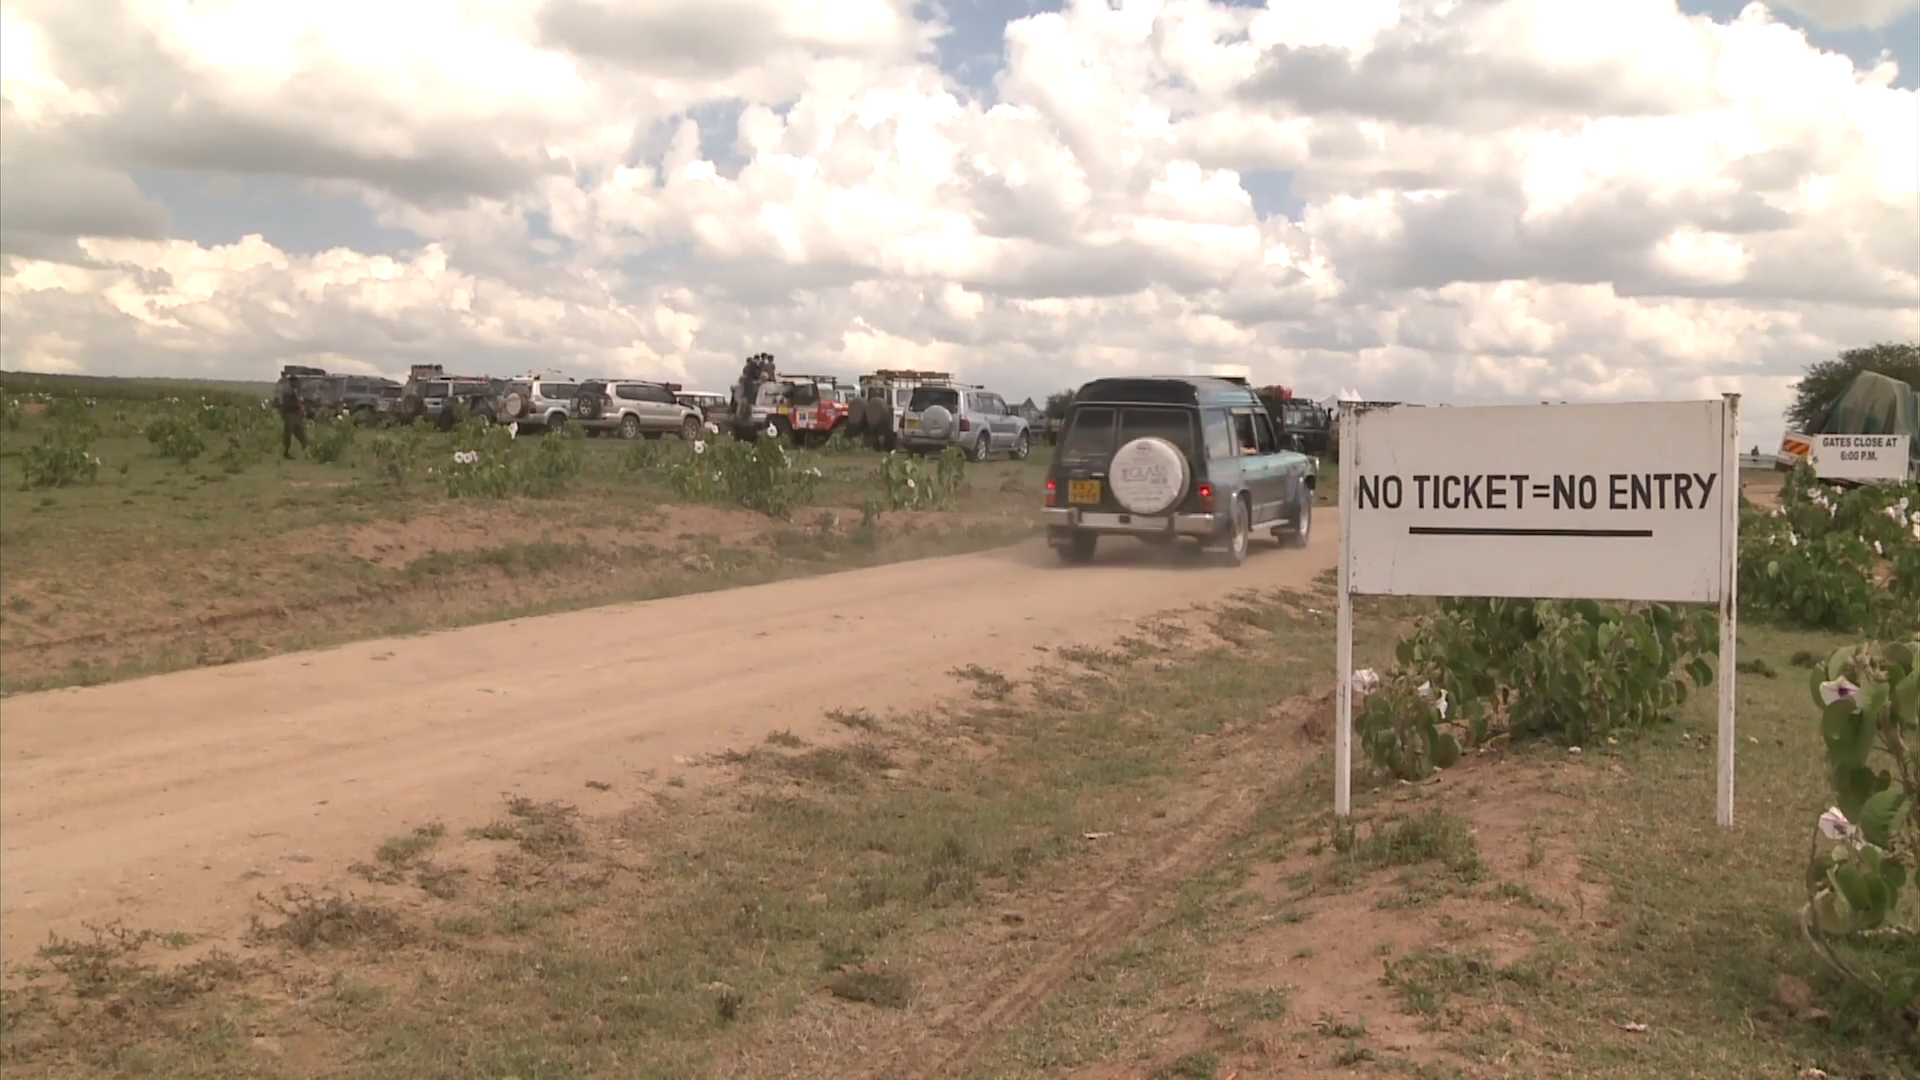 NO TICKET=NO ENTRY
GATES CLOSE AT
6:00 P.M.